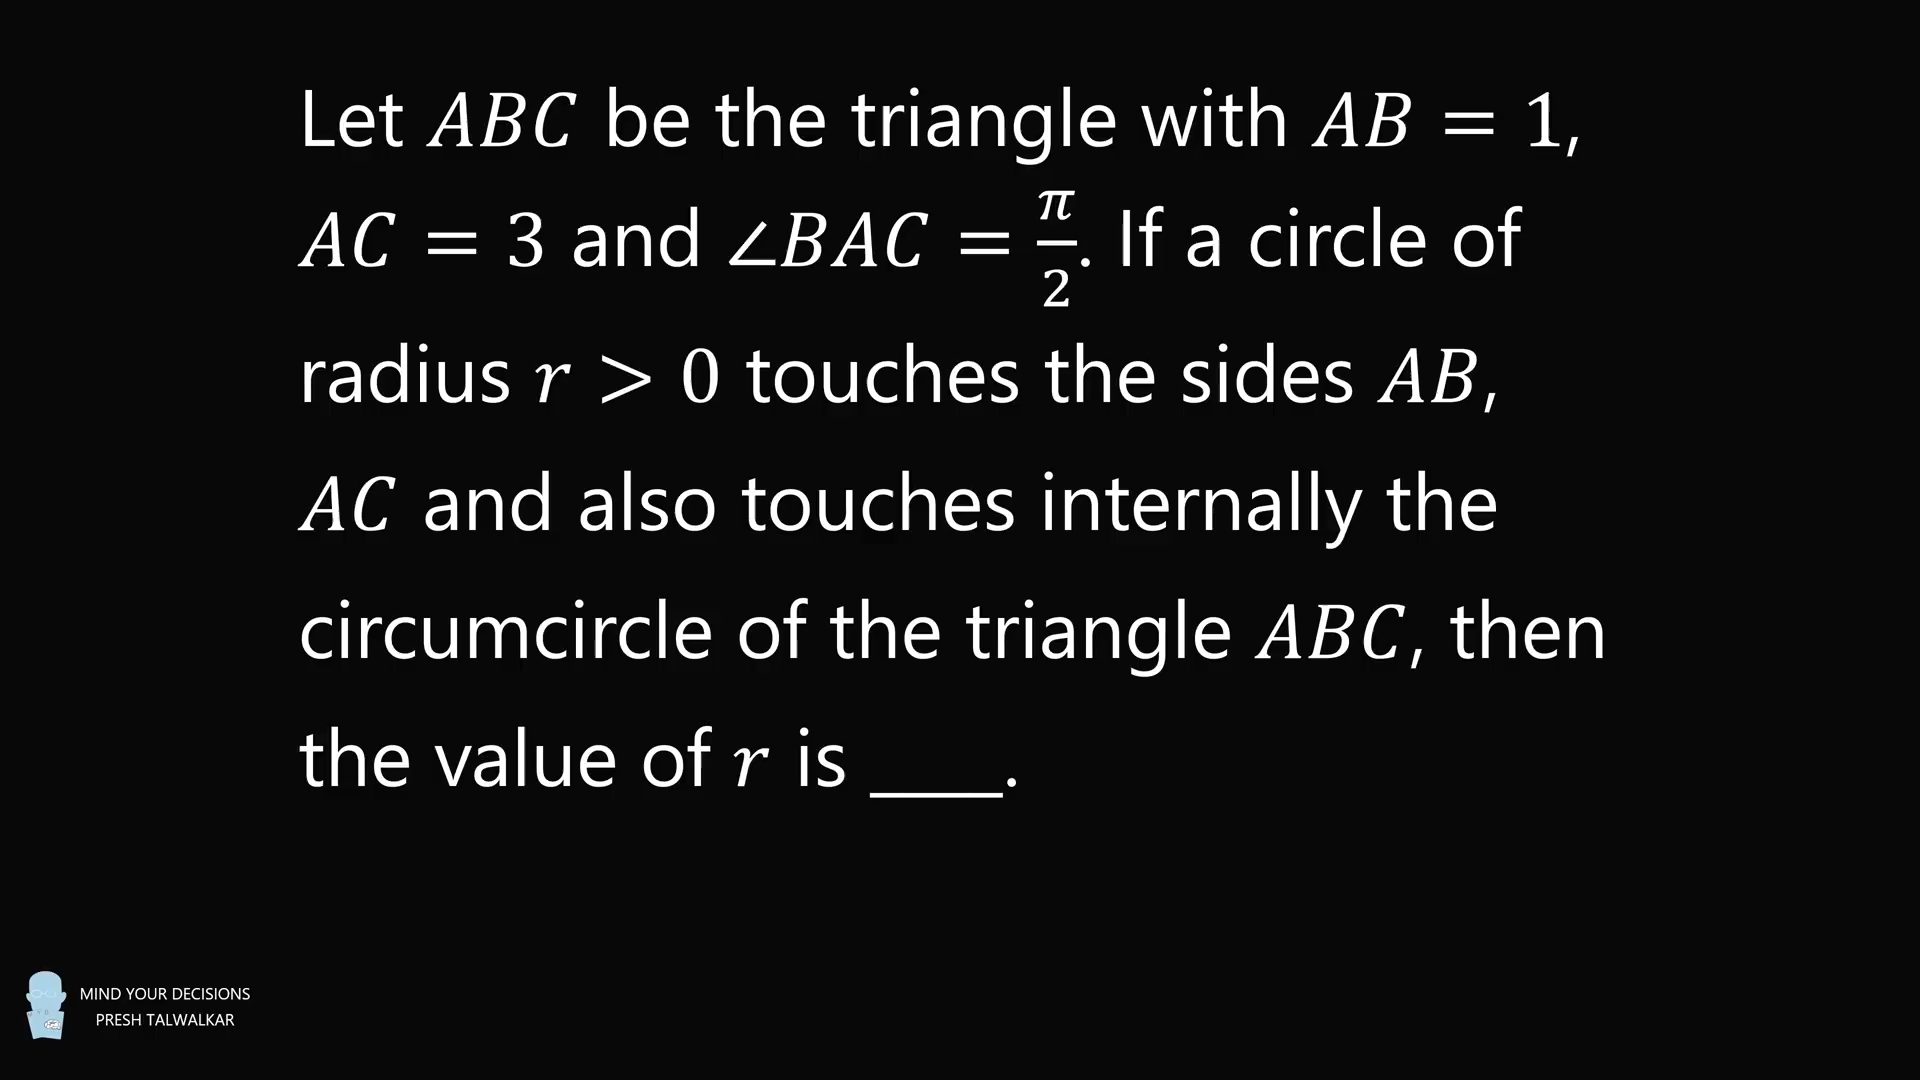 Let ABC be the triangle with AB = 1,
AC = 3 and ∠BAC = π/2. If a circle of
radius r > 0 touches the sides AB,
AC and also touches internally the
circumcircle of the triangle ABC, then
the value of r is ____.
MIND YOUR DECISIONS
PRESH TALWALKAR